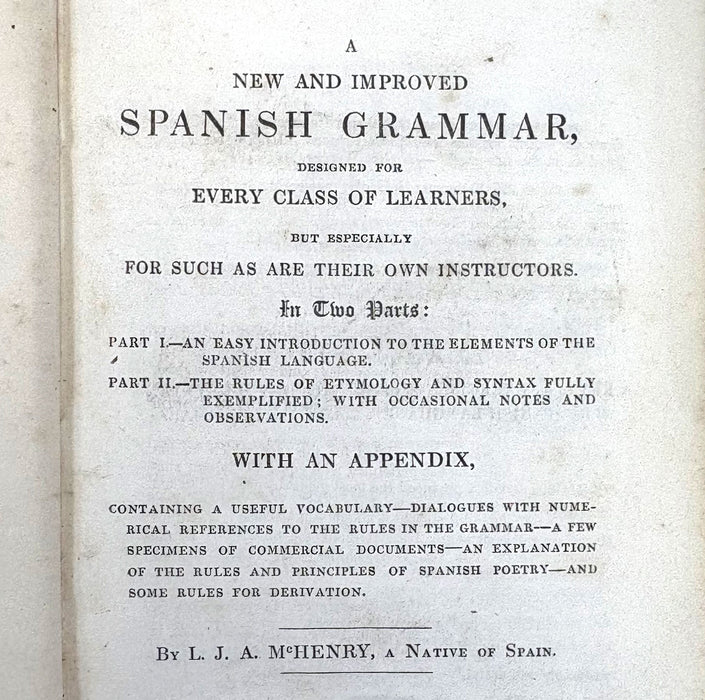 A
NEW AND IMPROVED
SPANISH GRAMMAR,
DESIGNED FOR
EVERY CLASS OF LEARNERS,
BUT ESPECIALLY
FOR SUCH AS ARE THEIR OWN INSTRUCTORS.
In Two Parts:
PART I.—AN EASY INTRODUCTION TO THE ELEMENTS OF THE
SPANISH LANGUAGE.
PART II.—THE RULES OF ETYMOLOGY AND SYNTAX FULLY
EXEMPLIFIED; WITH OCCASIONAL NOTES AND
OBSERVATIONS.
WITH AN APPENDIX,
CONTAINING A USEFUL VOCABULARY—DIALOGUES WITH NUME-
RICAL REFERENCES TO THE RULES IN THE GRAMMAR—A FEW
SPECIMENS OF COMMERCIAL DOCUMENTS—AN EXPLANATION
OF THE RULES AND PRINCIPLES OF SPANISH POETRY—AND
SOME RULES FOR DERIVATION.
By L. J. A. McHENRY, A NATIVE OF SPAIN.